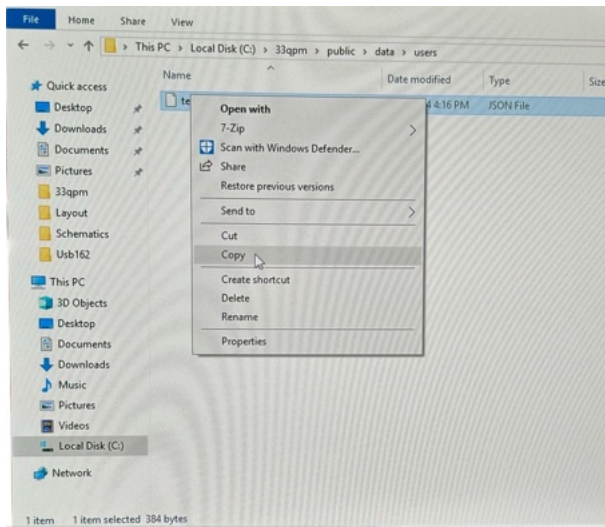 File Home Share View
This PC > Local Disk (C:) > 33qpm > public > data > users
Name Date modified Type Size
Quick access
Desktop
Downloads
Documents
Pictures
33qpm
Layout
Schematics
Usb162
This PC
3D Objects
Desktop
Documents
Downloads
Music
Pictures
Videos
Local Disk (C:)
Network
te
4:16 PM JSON File
Open with
7-Zip
Scan with Windows Defender...
Share
Restore previous versions
Send to
Cut
Copy
Create shortcut
Delete
Rename
Properties
1 item 1 item selected 384 bytes